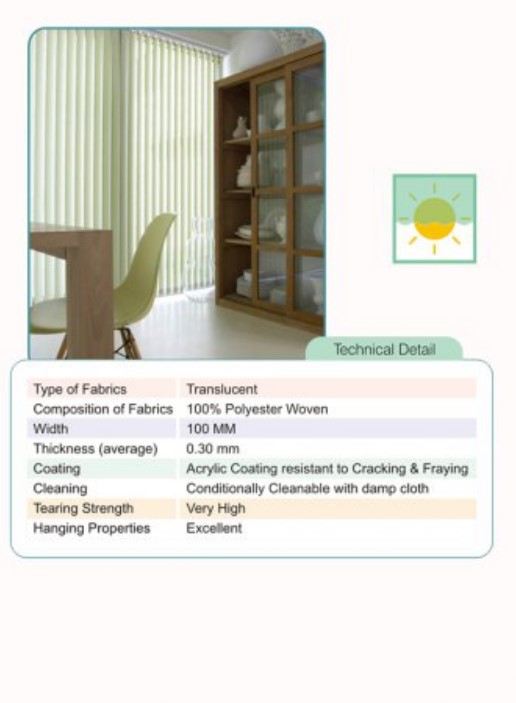 Technical Detail
Type of Fabrics Translucent
Composition of Fabrics 100% Polyester Woven
Width 100 MM
Thickness (average) 0.30 mm
Coating Acrylic Coating resistant to Cracking & Fraying
Cleaning Conditionally Cleanable with damp cloth
Tearing Strength Very High
Hanging Properties Excellent